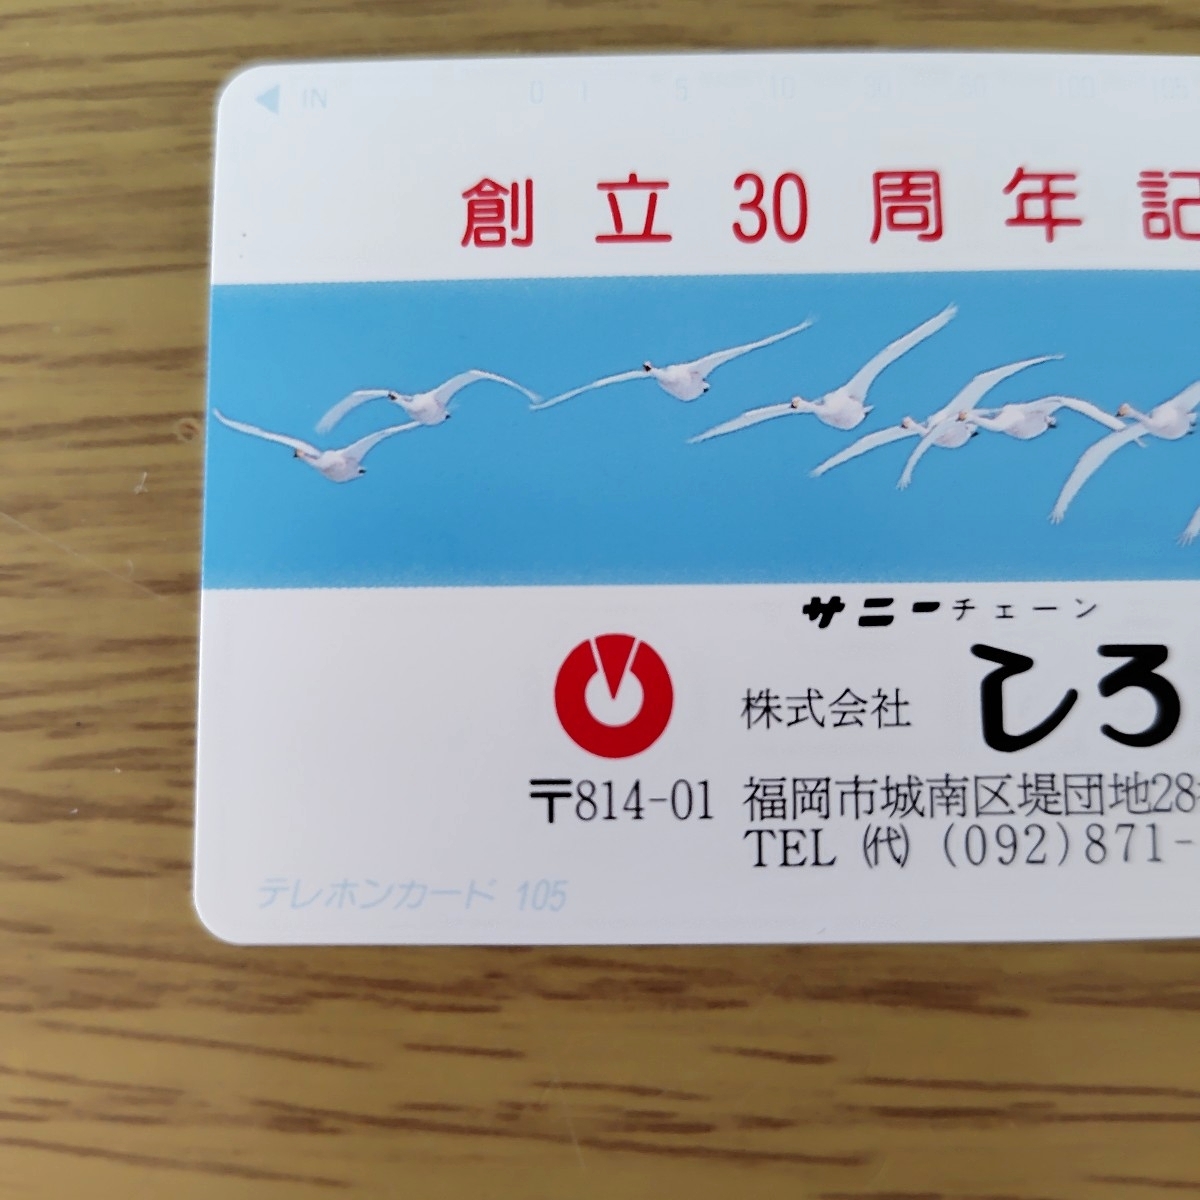 IN 0 1 5 10 30 50 100 105
創立30周年記
サニーチェーン
株式会社 しろ
〒814-01 福岡市城南区堤団地28
TEL (代) (092)871-
テレホンカード 105